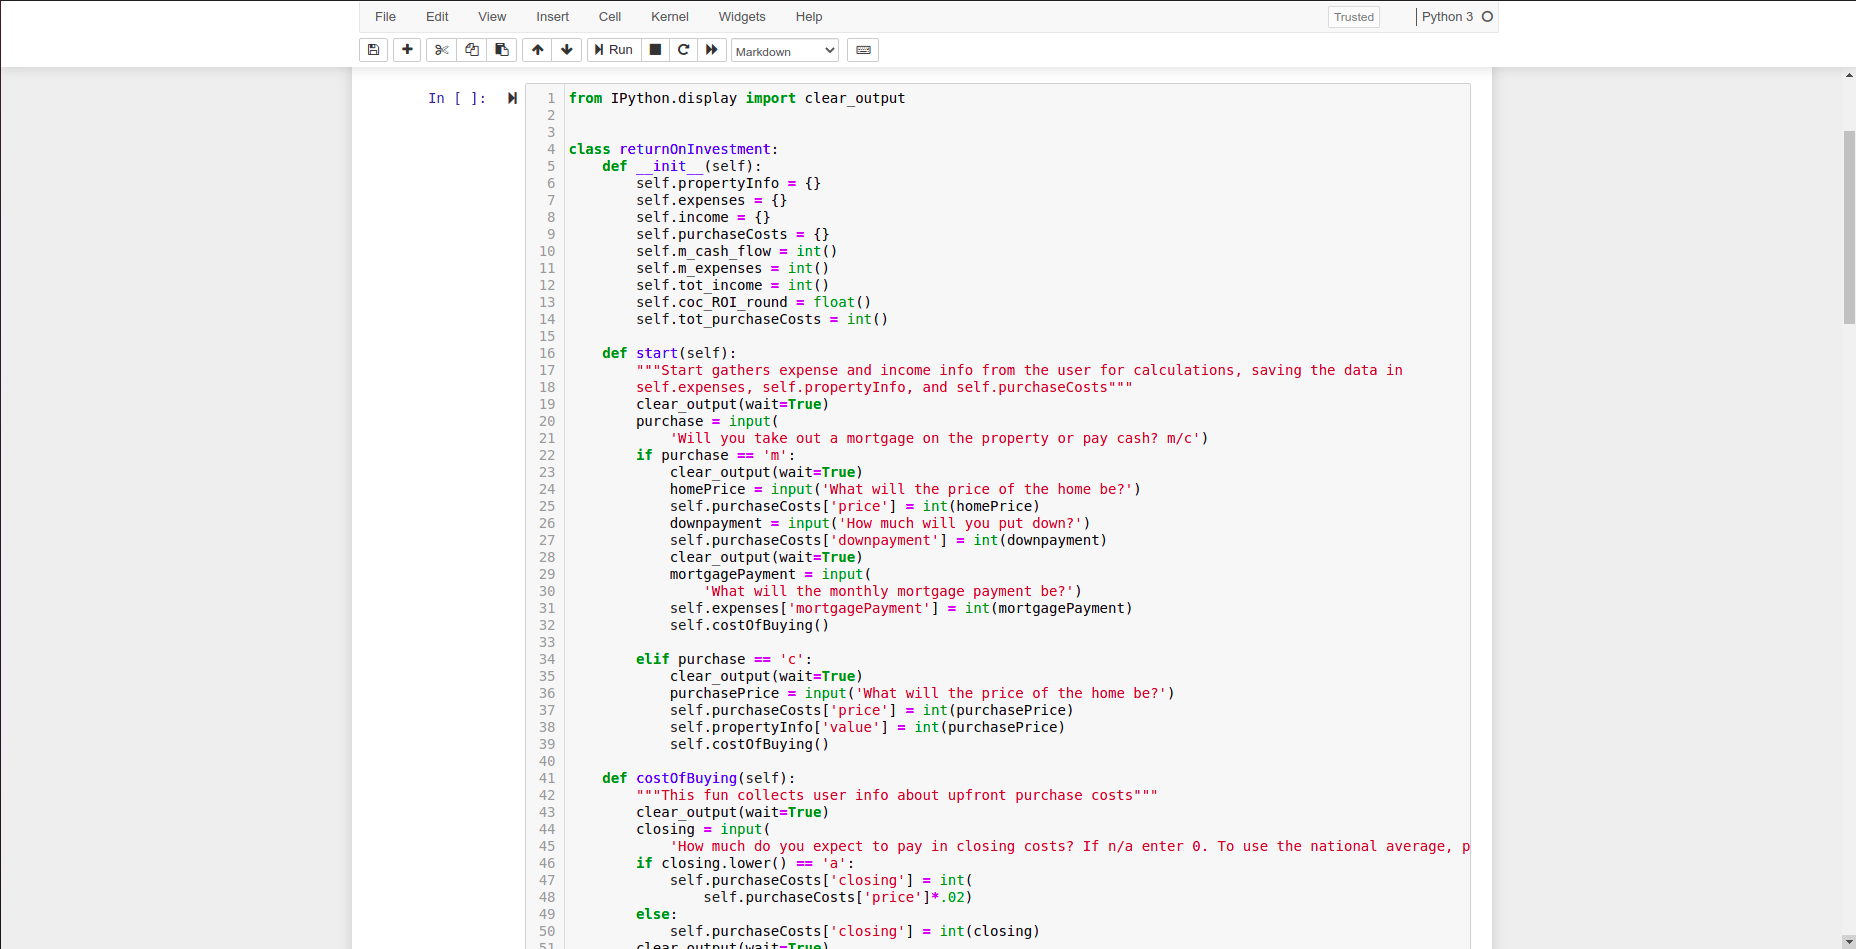 File Edit View Insert Cell Kernel Widgets Help Trusted Python 3
Run Markdown
In [ ]:
1 from IPython.display import clear_output
2
3
4 class returnOnInvestment:
5     def __init__(self):
6         self.propertyInfo = {}
7         self.expenses = {}
8         self.income = {}
9         self.purchaseCosts = {}
10         self.m_cash_flow = int()
11         self.m_expenses = int()
12         self.tot_income = int()
13         self.coc_ROI_round = float()
14         self.tot_purchaseCosts = int()
15
16     def start(self):
17         """Start gathers expense and income info from the user for calculations, saving the data in
18         self.expenses, self.propertyInfo, and self.purchaseCosts"""
19         clear_output(wait=True)
20         purchase = input(
21             'Will you take out a mortgage on the property or pay cash? m/c')
22         if purchase == 'm':
23             clear_output(wait=True)
24             homePrice = input('What will the price of the home be?')
25             self.purchaseCosts['price'] = int(homePrice)
26             downpayment = input('How much will you put down?')
27             self.purchaseCosts['downpayment'] = int(downpayment)
28             clear_output(wait=True)
29             mortgagePayment = input(
30                 'What will the monthly mortgage payment be?')
31             self.expenses['mortgagePayment'] = int(mortgagePayment)
32             self.costOfBuying()
33
34         elif purchase == 'c':
35             clear_output(wait=True)
36             purchasePrice = input('What will the price of the home be?')
37             self.purchaseCosts['price'] = int(purchasePrice)
38             self.propertyInfo['value'] = int(purchasePrice)
39             self.costOfBuying()
40
41     def costOfBuying(self):
42         """This fun collects user info about upfront purchase costs"""
43         clear_output(wait=True)
44         closing = input(
45             'How much do you expect to pay in closing costs? If n/a enter 0. To use the national average, p
46         if closing.lower() == 'a':
47             self.purchaseCosts['closing'] = int(
48                 self.purchaseCosts['price']*.02)
49         else:
50             self.purchaseCosts['closing'] = int(closing)
51         clear_output(wait=True)